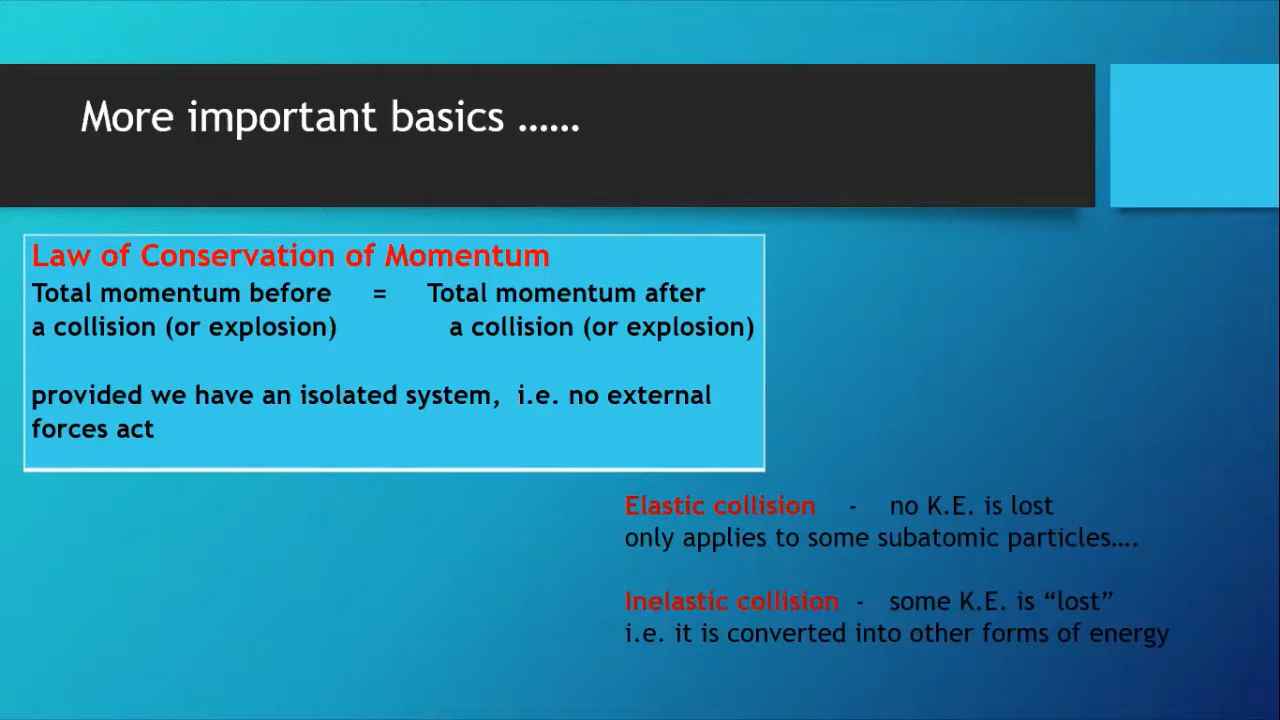 More important basics ……
Law of Conservation of Momentum
Total momentum before = Total momentum after
a collision (or explosion) a collision (or explosion)
provided we have an isolated system, i.e. no external
forces act
Elastic collision - no K.E. is lost
only applies to some subatomic particles….
Inelastic collision - some K.E. is “lost”
i.e. it is converted into other forms of energy